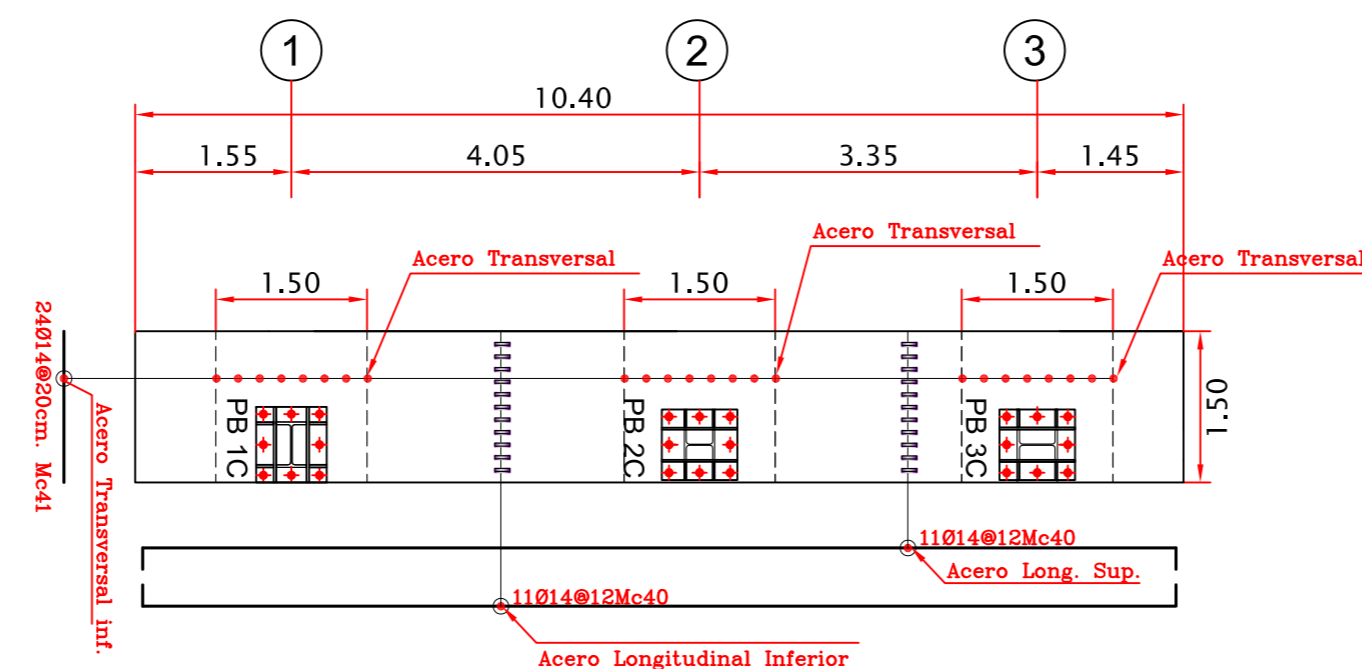 1 2 3
10.40
1.55 4.05 3.35 1.45
Acero Transversal
Acero Transversal
Acero Transversal
1.50 1.50 1.50
24Ø14@20cm. Mc41
Acero Transversal inf.
PB 1C
PB 2C
PB 3C
1.50
11Ø14@12Mc40
Acero Long. Sup.
11Ø14@12Mc40
Acero Longitudinal Inferior